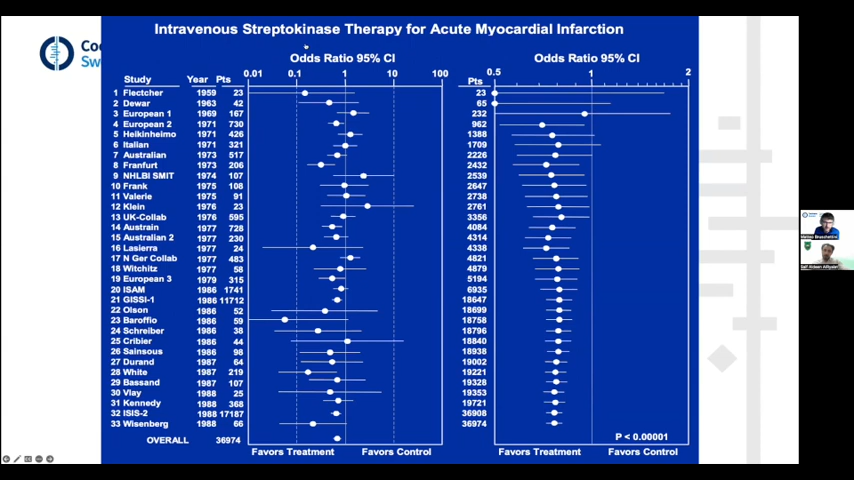 Intravenous Streptokinase Therapy for Acute Myocardial Infarction
Odds Ratio 95% CI
Odds Ratio 95% CI
0.01 0.1 1 10 100
0.5 1 2
Study Year Pts
Pts
1 Fletcher 1959 23 23
2 Dewar 1963 42 65
3 European 1 1969 167 232
4 European 2 1971 730 962
5 Heikinheimo 1971 426 1388
6 Italian 1971 321 1709
7 Australian 1973 517 2226
8 Franfurt 1973 206 2432
9 NHLBI SMIT 1974 107 2539
10 Frank 1975 108 2647
11 Valerie 1975 91 2738
12 Klein 1976 23 2761
13 UK-Collab 1976 595 3356
14 Austrain 1977 728 4084
15 Australian 2 1977 230 4314
16 Lasierra 1977 24 4338
17 N Ger Collab 1977 483 4821
18 Witchitz 1977 58 4879
19 European 3 1979 315 5194
20 ISAM 1986 1741 6935
21 GISSI-1 1986 11712 18647
22 Olson 1986 52 18699
23 Baroffio 1986 59 18758
24 Schreiber 1986 38 18796
25 Cribier 1986 44 18840
26 Sainsous 1986 98 18938
27 Durand 1987 64 19002
28 White 1987 219 19221
29 Bassand 1987 107 19328
30 Vlay 1988 25 19353
31 Kennedy 1988 368 19721
32 ISIS-2 1988 17187 36908
33 Wisenberg 1988 66 36974
OVERALL 36974
P < 0.00001
Favors Treatment Favors Control
Favors Treatment Favors Control